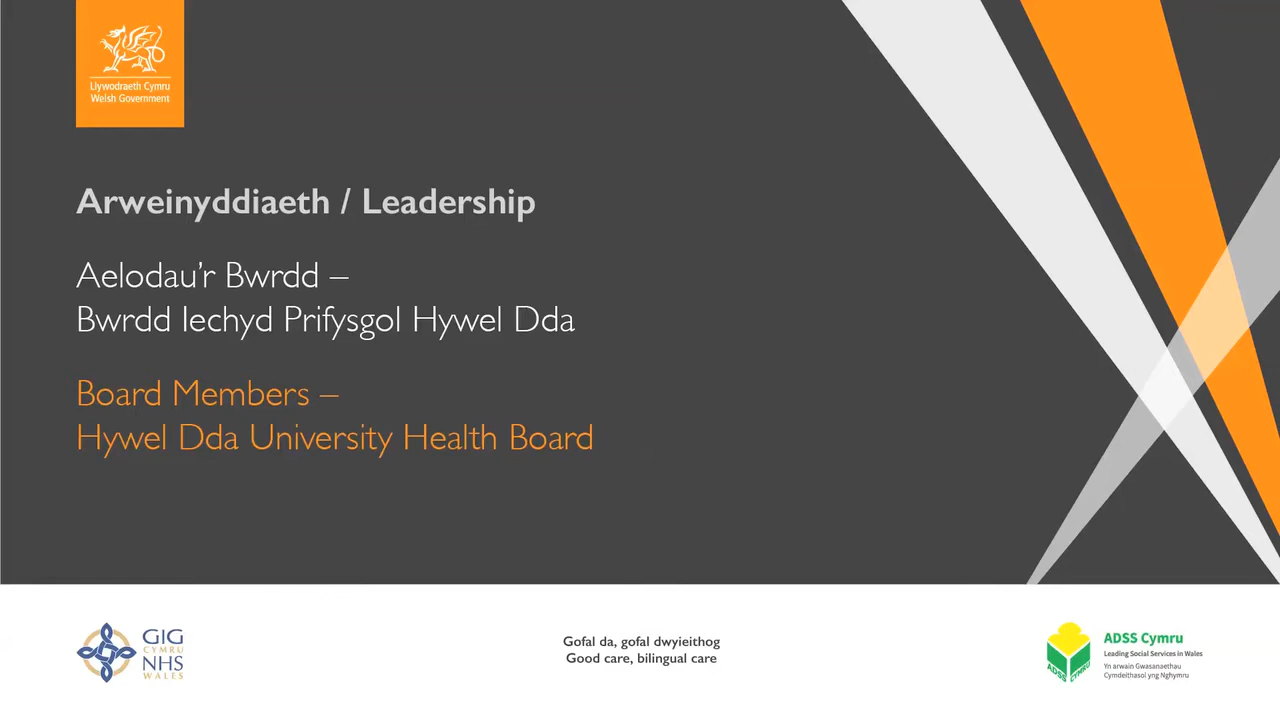 Llywodraeth Cymru
Welsh Government
Arweinyddiaeth / Leadership
Aelodau’r Bwrdd –
Bwrdd Iechyd Prifysgol Hywel Dda
Board Members –
Hywel Dda University Health Board
GIG
CYMRU
NHS
WALES
Gofal da, gofal dwyieithog
Good care, bilingual care
ADSS CYMRU
ADSS Cymru
Leading Social Services in Wales
Yn arwain Gwasanaethau
Cymdeithasol yng Nghymru